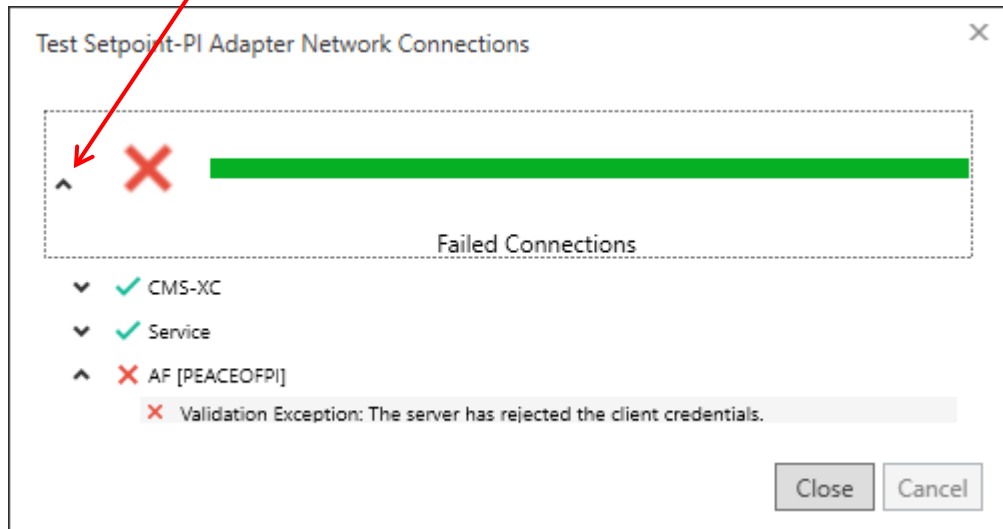 Test Setpoint-PI Adapter Network Connections
Failed Connections
CMS-XC
Service
AF [PEACEOFPI]
Validation Exception: The server has rejected the client credentials.
Close Cancel